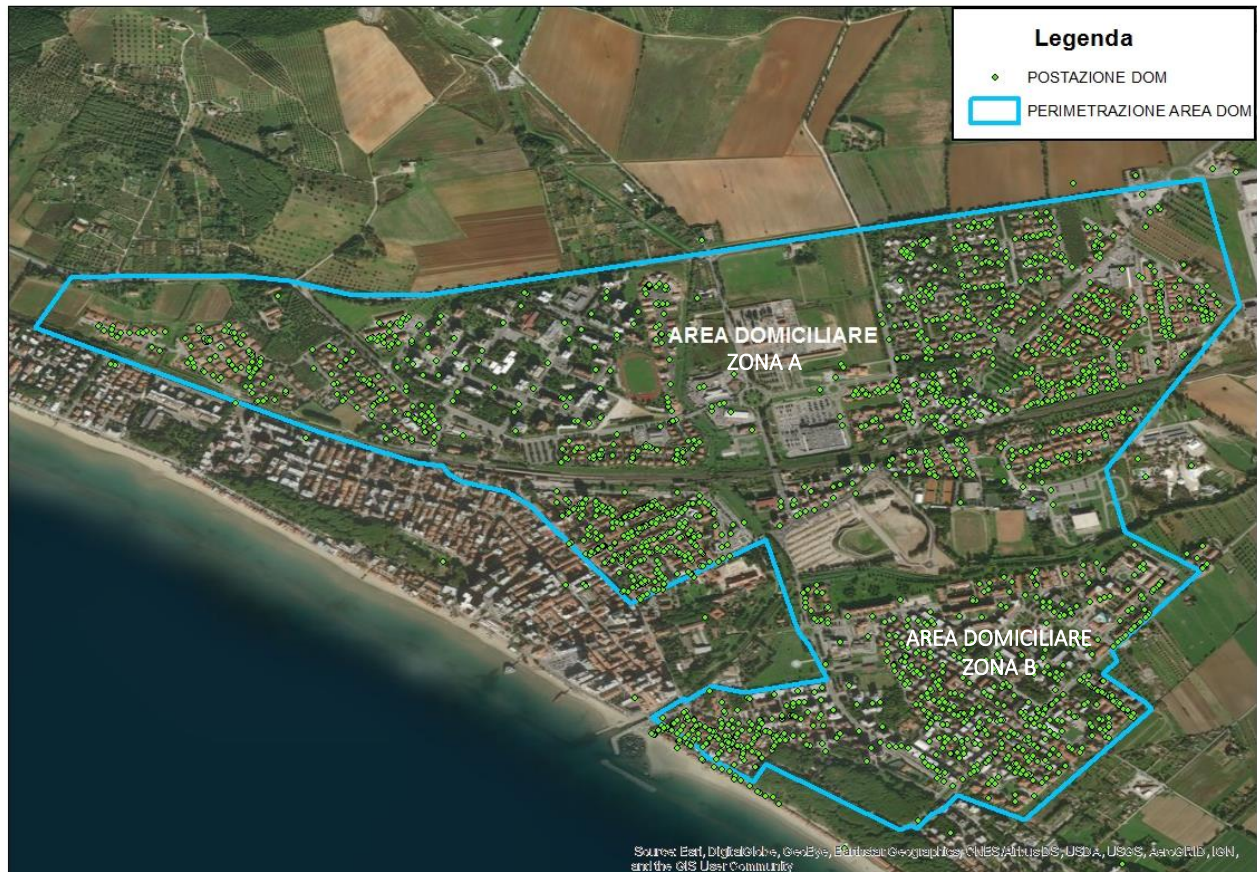 Legenda
POSTAZIONE DOM
PERIMETRAZIONE AREA DOM
AREA DOMICILIARE
ZONA A
AREA DOMICILIARE
ZONA B
Source: Esri, DigitalGlobe, GeoEye, Earthstar Geographics, CNES/Airbus DS, USDA, USGS, AeroGRID, IGN,
and the GIS User Community